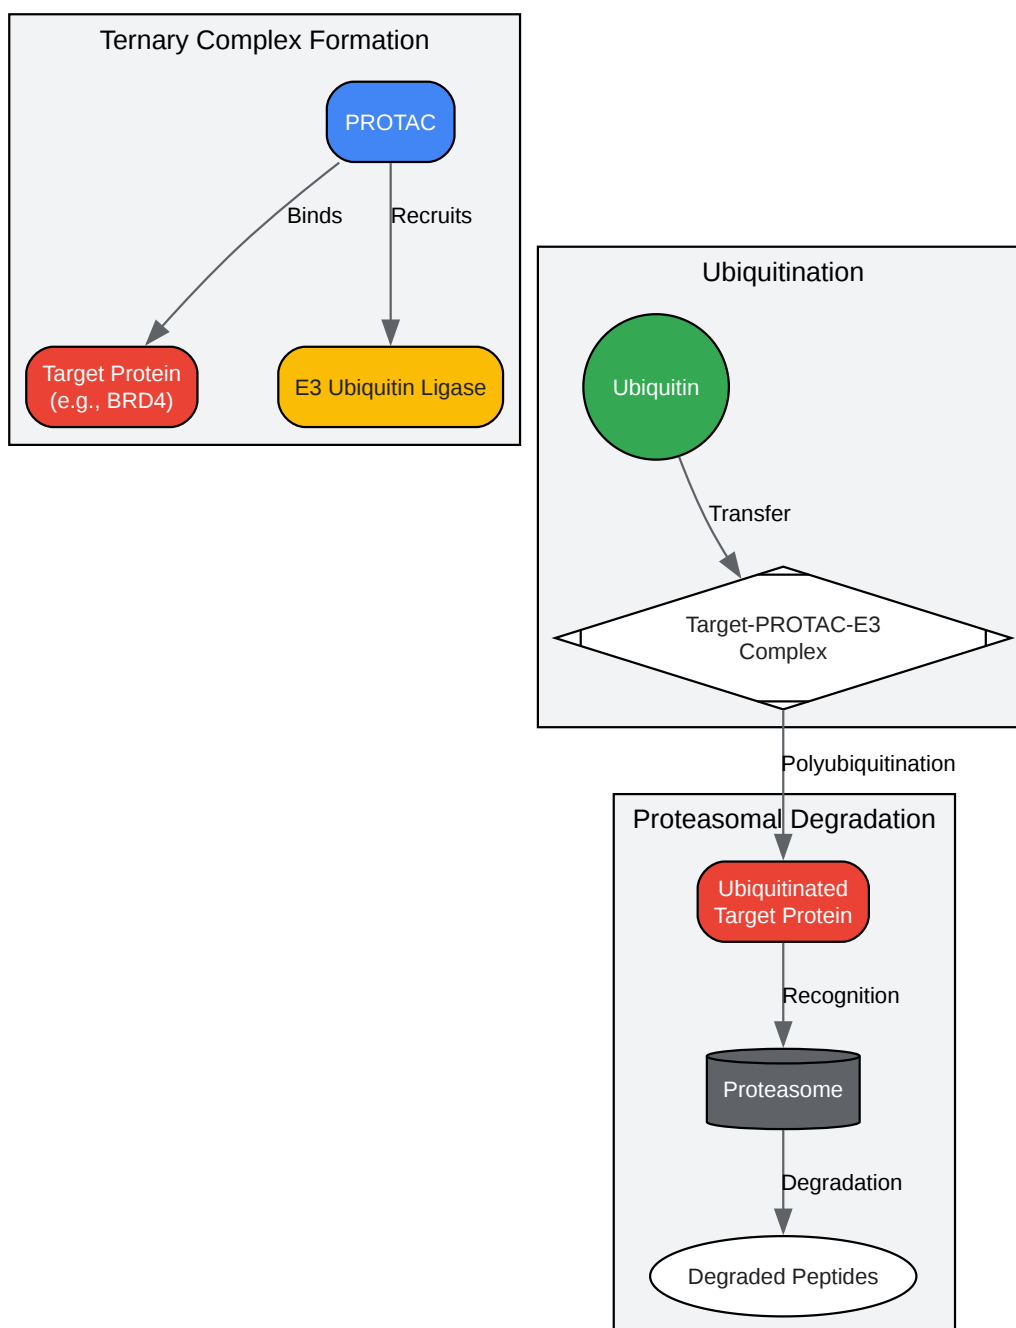 Ternary Complex Formation
PROTAC
Binds
Recruits
Target Protein
(e.g., BRD4)
E3 Ubiquitin Ligase
Ubiquitination
Ubiquitin
Transfer
Target-PROTAC-E3
Complex
Polyubiquitination
Proteasomal Degradation
Ubiquitinated
Target Protein
Recognition
Proteasome
Degradation
Degraded Peptides